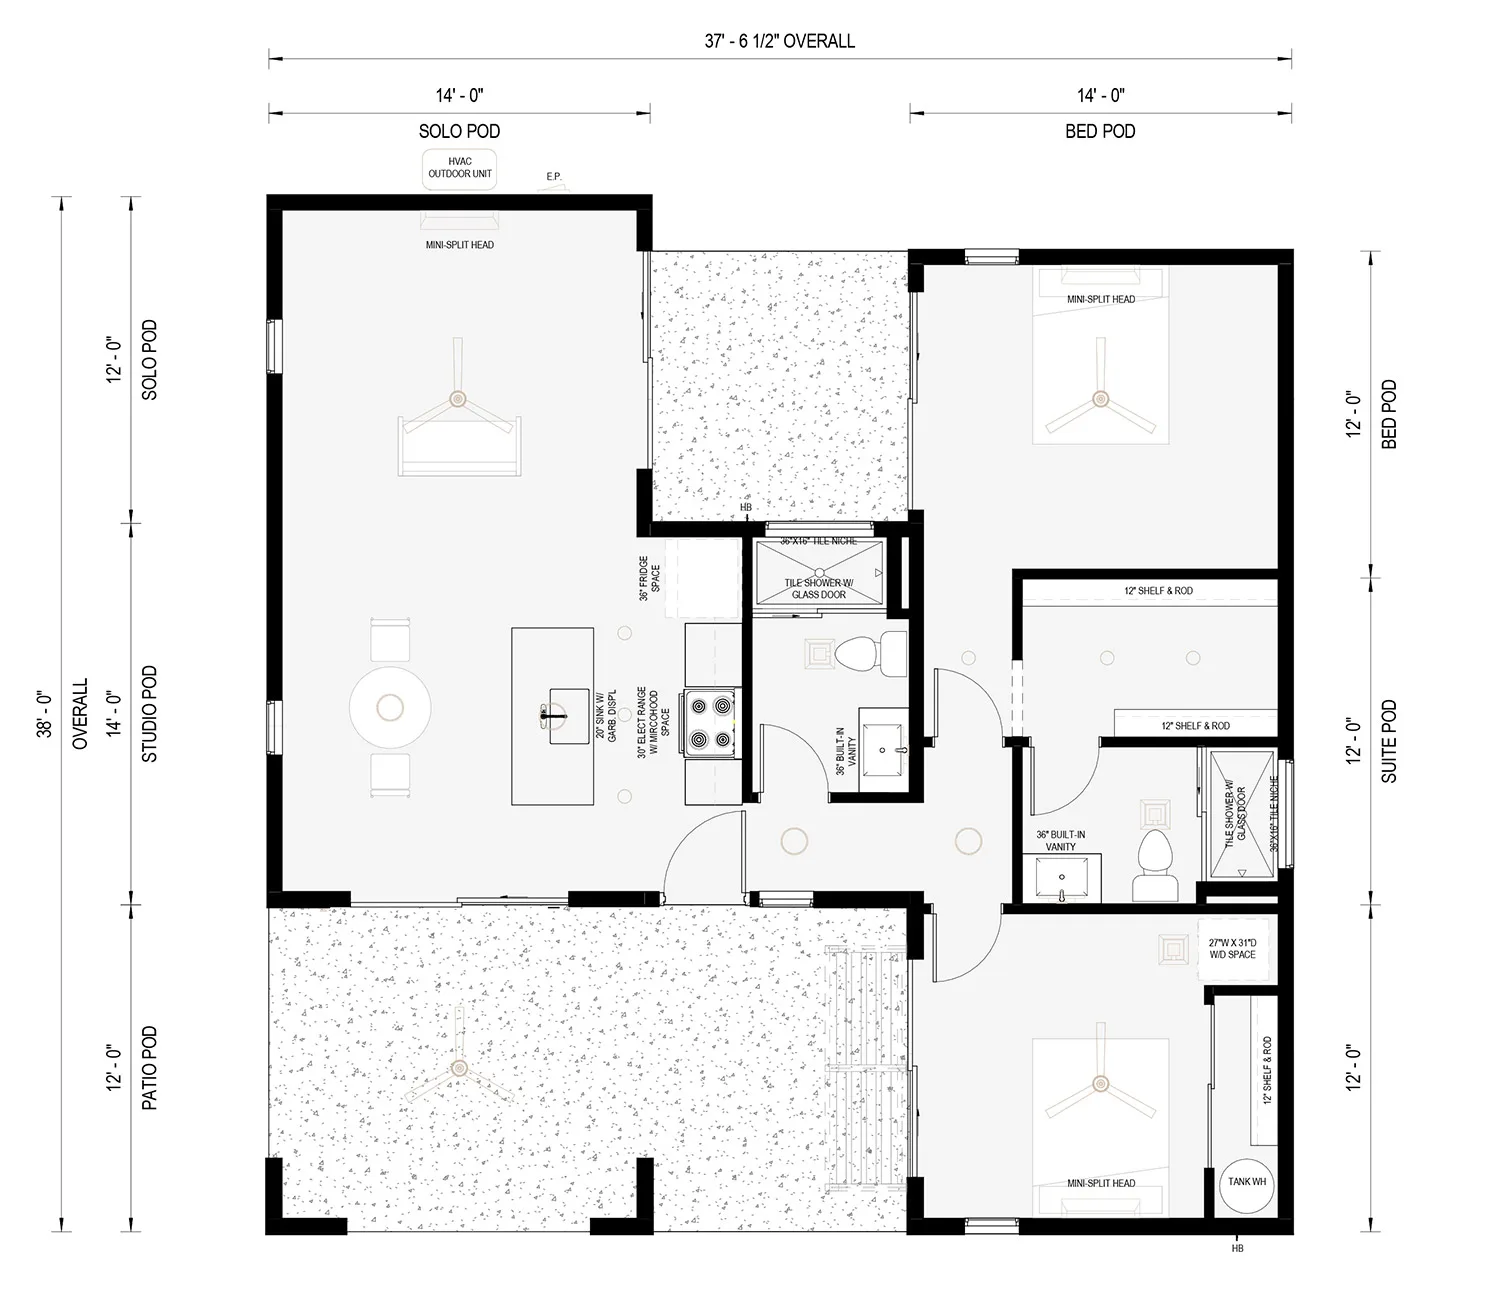 37' - 6 1/2" OVERALL
14' - 0"
14' - 0"
SOLO POD
BED POD
HVAC
OUTDOOR UNIT
E.P.
MINI-SPLIT HEAD
MINI-SPLIT HEAD
12' - 0"
SOLO POD
12' - 0"
BED POD
HB
36"X16" TILE NICHE
TILE SHOWER W/
GLASS DOOR
36" FRIDGE
SPACE
12" SHELF & ROD
38' - 0"
OVERALL
14' - 0"
STUDIO POD
20" SINK W/
GARB. DISP'L
30" ELECT RANGE
W/ MIRCOHOOD
SPACE
36" BUILT-IN
VANITY
12" SHELF & ROD
12' - 0"
SUITE POD
36" BUILT-IN
VANITY
TILE SHOWER W/
GLASS DOOR
36"X16" TILE NICHE
27"W X 31"D
W/D SPACE
12' - 0"
PATIO POD
12" SHELF & ROD
12' - 0"
MINI-SPLIT HEAD
TANK WH
HB